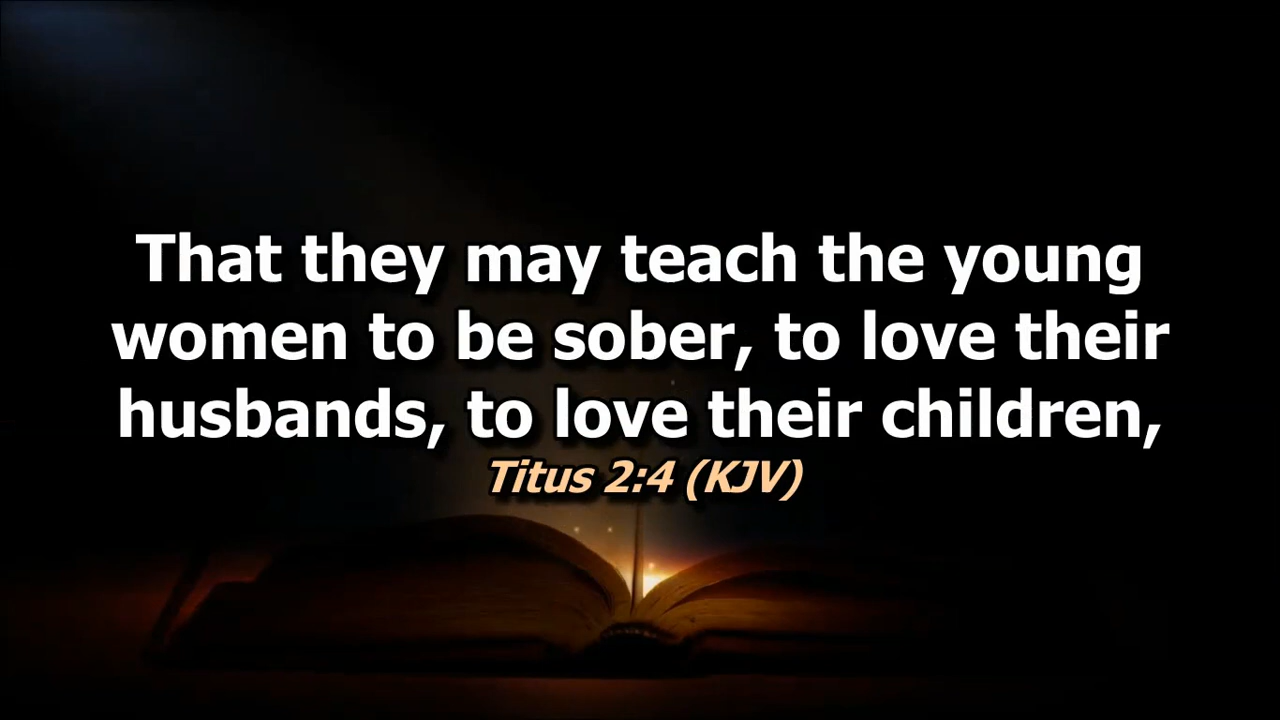 That they may teach the young
women to be sober, to love their
husbands, to love their children,
Titus 2:4 (KJV)